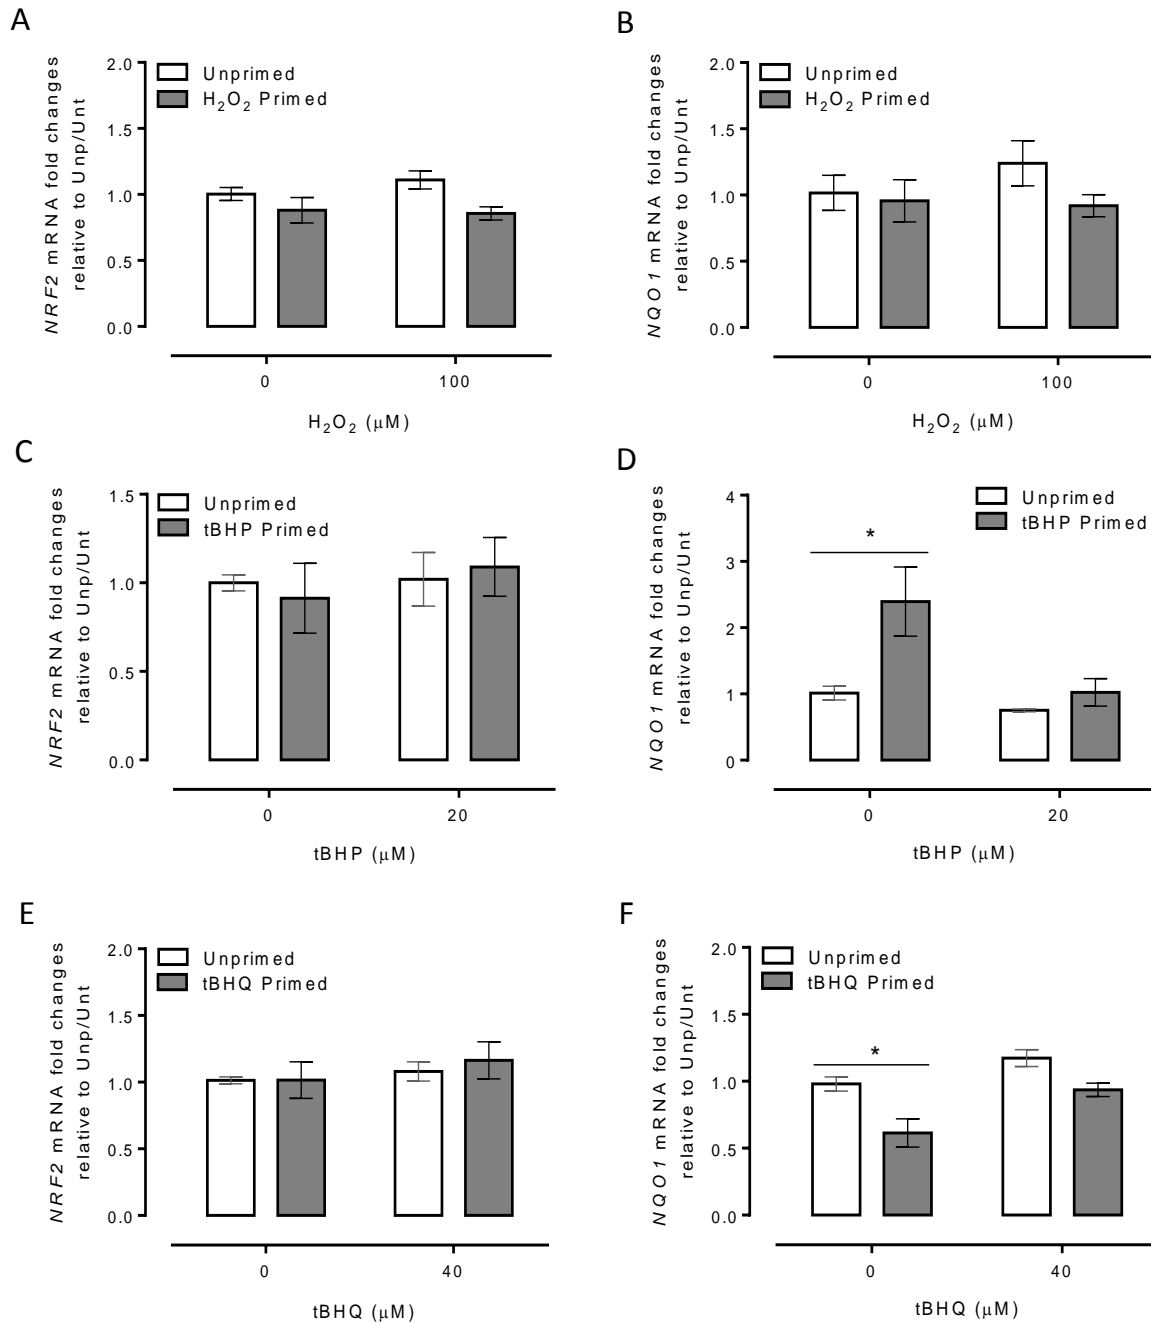 A
NRF2 mRNA fold changes
relative to Unp/Unt
2.0
1.5
1.0
0.5
0.0
Unprimed
H₂O₂ Primed
0
100
H₂O₂ (μM)
B
NQO1 mRNA fold changes
relative to Unp/Unt
2.0
1.5
1.0
0.5
0.0
Unprimed
H₂O₂ Primed
0
100
H₂O₂ (μM)
C
NRF2 mRNA fold changes
relative to Unp/Unt
1.5
1.0
0.5
0.0
Unprimed
tBHP Primed
0
20
tBHP (μM)
D
NQO1 mRNA fold changes
relative to Unp/Unt
4
3
2
1
0
Unprimed
tBHP Primed
*
0
20
tBHP (μM)
E
NRF2 mRNA fold changes
relative to Unp/Unt
2.0
1.5
1.0
0.5
0.0
Unprimed
tBHQ Primed
0
40
tBHQ (μM)
F
NQO1 mRNA fold changes
relative to Unp/Unt
2.0
1.5
1.0
0.5
0.0
Unprimed
tBHQ Primed
*
0
40
tBHQ (μM)